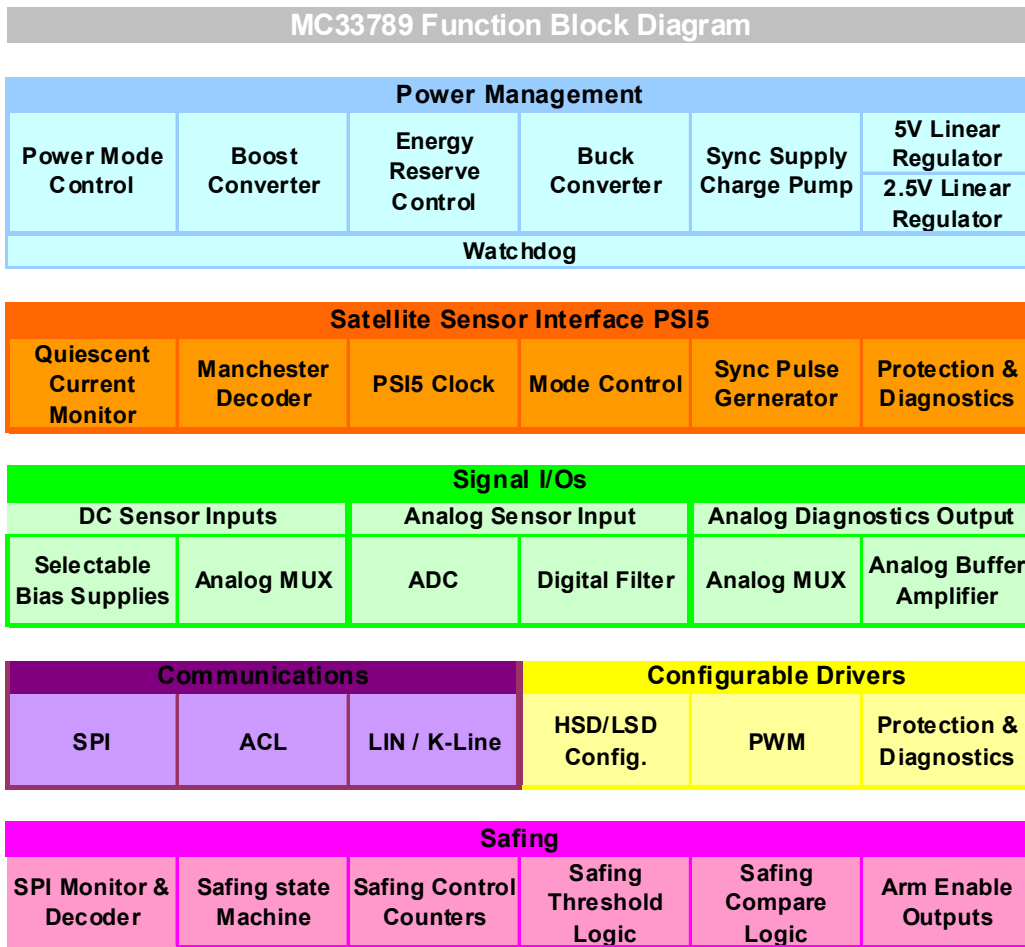 MC33789 Function Block Diagram
Power Management
Power Mode
Control
Boost
Converter
Energy
Reserve
Control
Buck
Converter
Sync Supply
Charge Pump
5V Linear
Regulator
2.5V Linear
Regulator
Watchdog
Satellite Sensor Interface PSI5
Quiescent
Current
Monitor
Manchester
Decoder
PSI5 Clock
Mode Control
Sync Pulse
Gernerator
Protection &
Diagnostics
Signal I/Os
DC Sensor Inputs
Analog Sensor Input
Analog Diagnostics Output
Selectable
Bias Supplies
Analog MUX
ADC
Digital Filter
Analog MUX
Analog Buffer
Amplifier
Communications
SPI
ACL
LIN / K-Line
Configurable Drivers
HSD/LSD
Config.
PWM
Protection &
Diagnostics
Safing
SPI Monitor &
Decoder
Safing state
Machine
Safing Control
Counters
Safing
Threshold
Logic
Safing
Compare
Logic
Arm Enable
Outputs